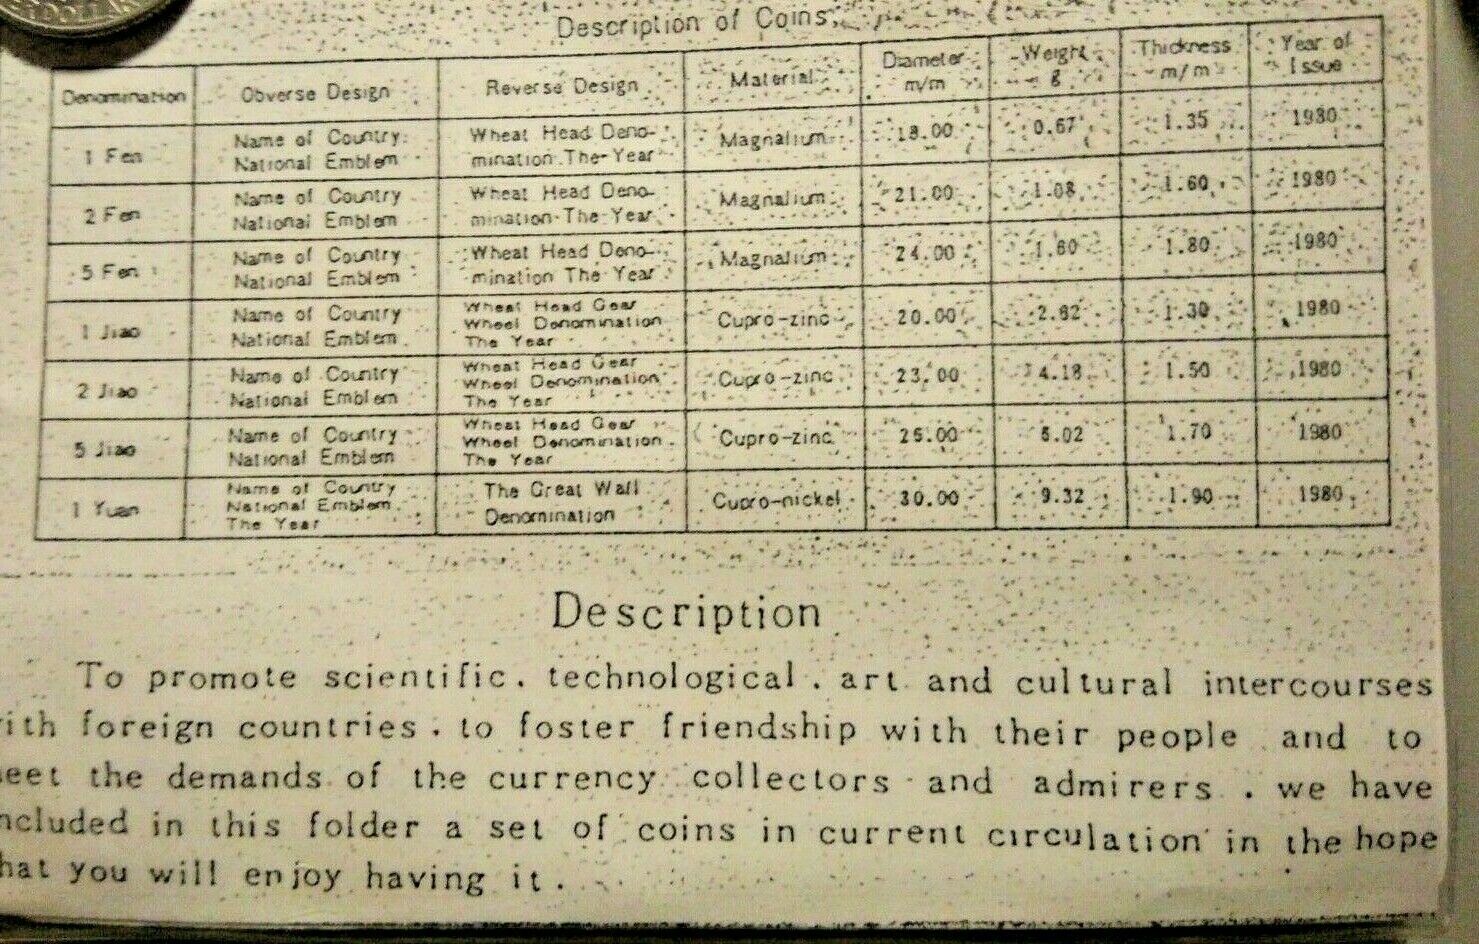 DOLLAR
Description of Coins
Denomination Obverse Design Reverse Design Material Diameter m/m Weight g Thickness m/m Year of Issue
1 Fen Name of Country National Emblem Wheat Head Deno- mination The Year Magnalium 18.00 0.67 1.35 1980
2 Fen Name of Country National Emblem Wheat Head Deno- mination The Year Magnalium 21.00 1.08 1.60 1980
5 Fen Name of Country National Emblem Wheat Head Deno- mination The Year Magnalium 24.00 1.60 1.80 1980
1 Jiao Name of Country National Emblem Wheat Head Gear Wheel Denomination The Year Cupro-zinc 20.00 2.62 1.30 1980
2 Jiao Name of Country National Emblem Wheat Head Gear Wheel Denomination The Year Cupro-zinc 23.00 4.18 1.50 1980
5 Jiao Name of Country National Emblem Wheat Head Gear Wheel Denomination The Year Cupro-zinc 26.00 6.02 1.70 1980
1 Yuan Name of Country National Emblem The Year The Great Wall Denomination Cupro-nickel 30.00 9.32 1.90 1980
Description
To promote scientific, technological, art and cultural intercourses
ith foreign countries, to foster friendship with their people and to
eet the demands of the currency collectors and admirers, we have
ncluded in this folder a set of coins in current circulation in the hope
hat you will enjoy having it.